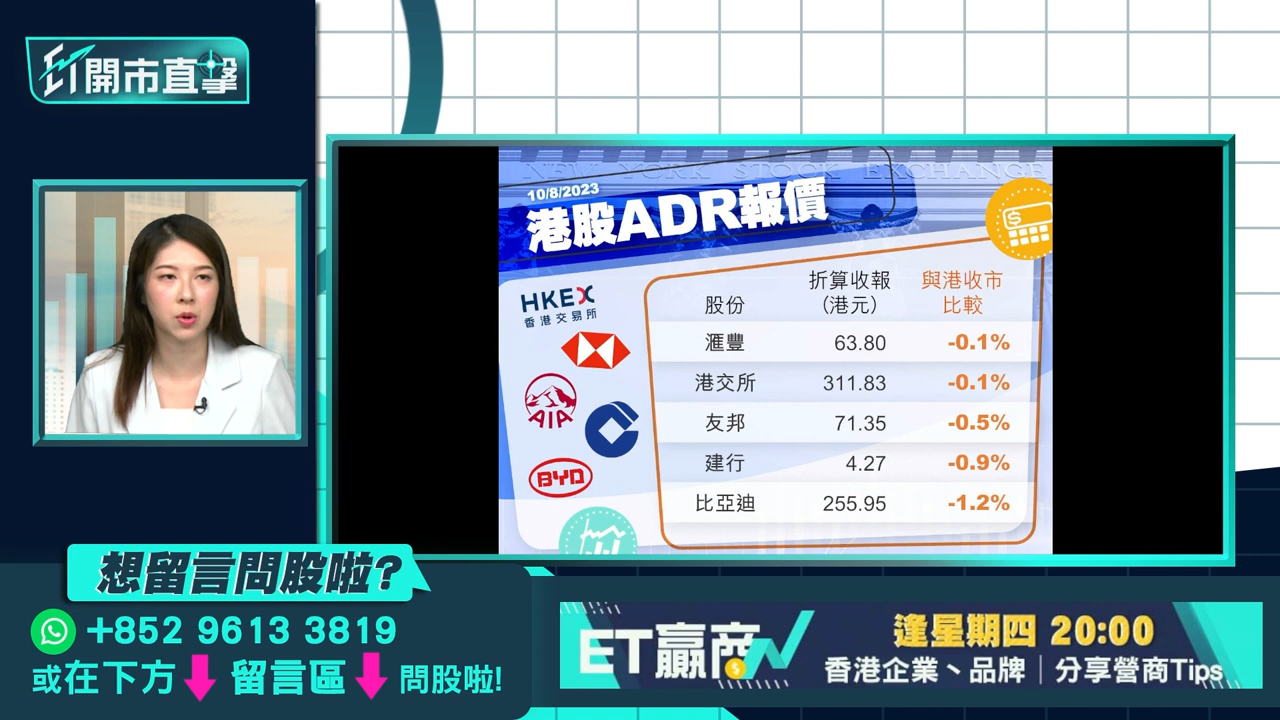 ET開市直擊
NEW YORK STOCK EXCHANGE
10/8/2023
港股ADR報價
$
HKEX
香港交易所
AIA
BYD
股份 折算收報(港元) 與港收市比較
滙豐 63.80 -0.1%
港交所 311.83 -0.1%
友邦 71.35 -0.5%
建行 4.27 -0.9%
比亞迪 255.95 -1.2%
想留言問股啦?
+852 9613 3819
或在下方 留言區 問股啦!
ET贏商
$
逢星期四 20:00
香港企業、品牌｜分享營商Tips